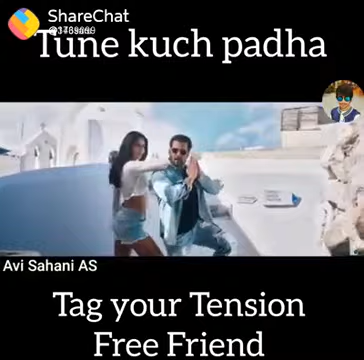 ShareChat
Tune kuch padha
Avi Sahani AS
Tag your Tension
Free Friend